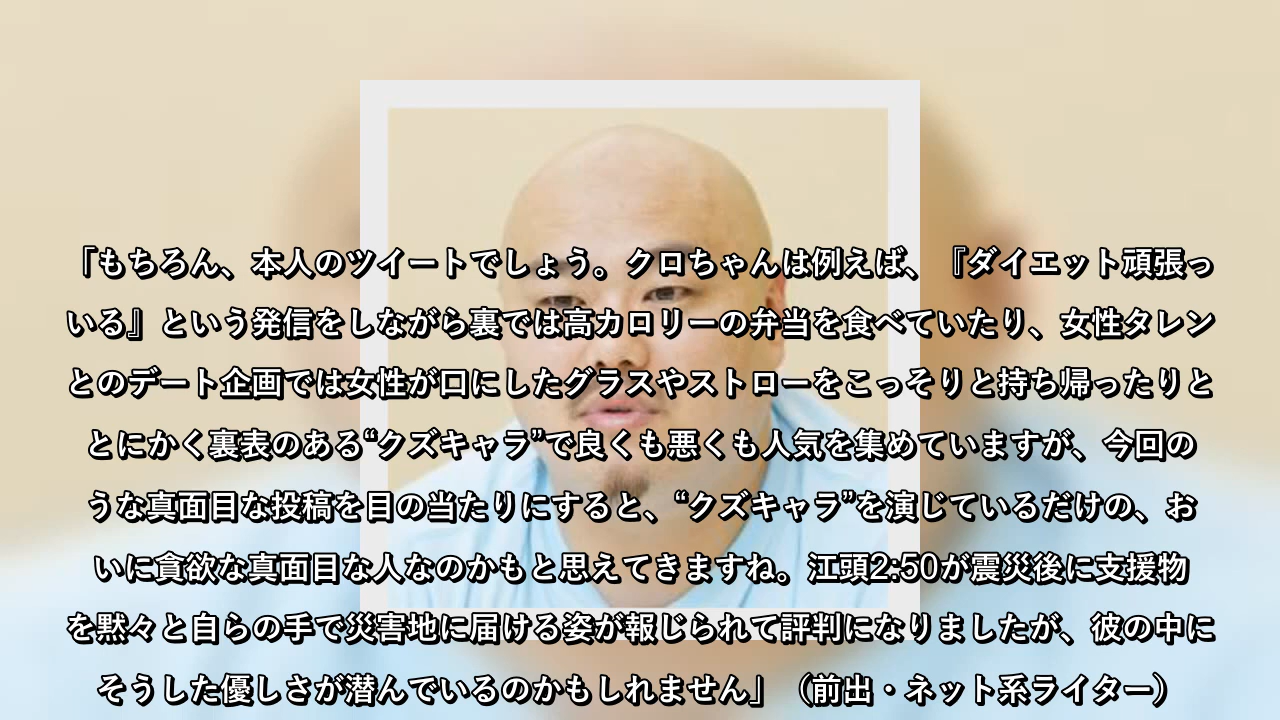 「もちろん、本人のツイートでしょう。クロちゃんは例えば、『ダイエット頑張っ
いる』という発信をしながら裏では高カロリーの弁当を食べていたり、女性タレン
とのデート企画では女性が口にしたグラスやストローをこっそりと持ち帰ったりと
とにかく裏表のある“クズキャラ”で良くも悪くも人気を集めていますが、今回の
うな真面目な投稿を目の当たりにすると、“クズキャラ”を演じているだけの、お
いに貪欲な真面目な人なのかもと思えてきますね。江頭2:50が震災後に支援物
を黙々と自らの手で災害地に届ける姿が報じられて評判になりましたが、彼の中に
そうした優しさが潜んでいるのかもしれません」（前出・ネット系ライター）